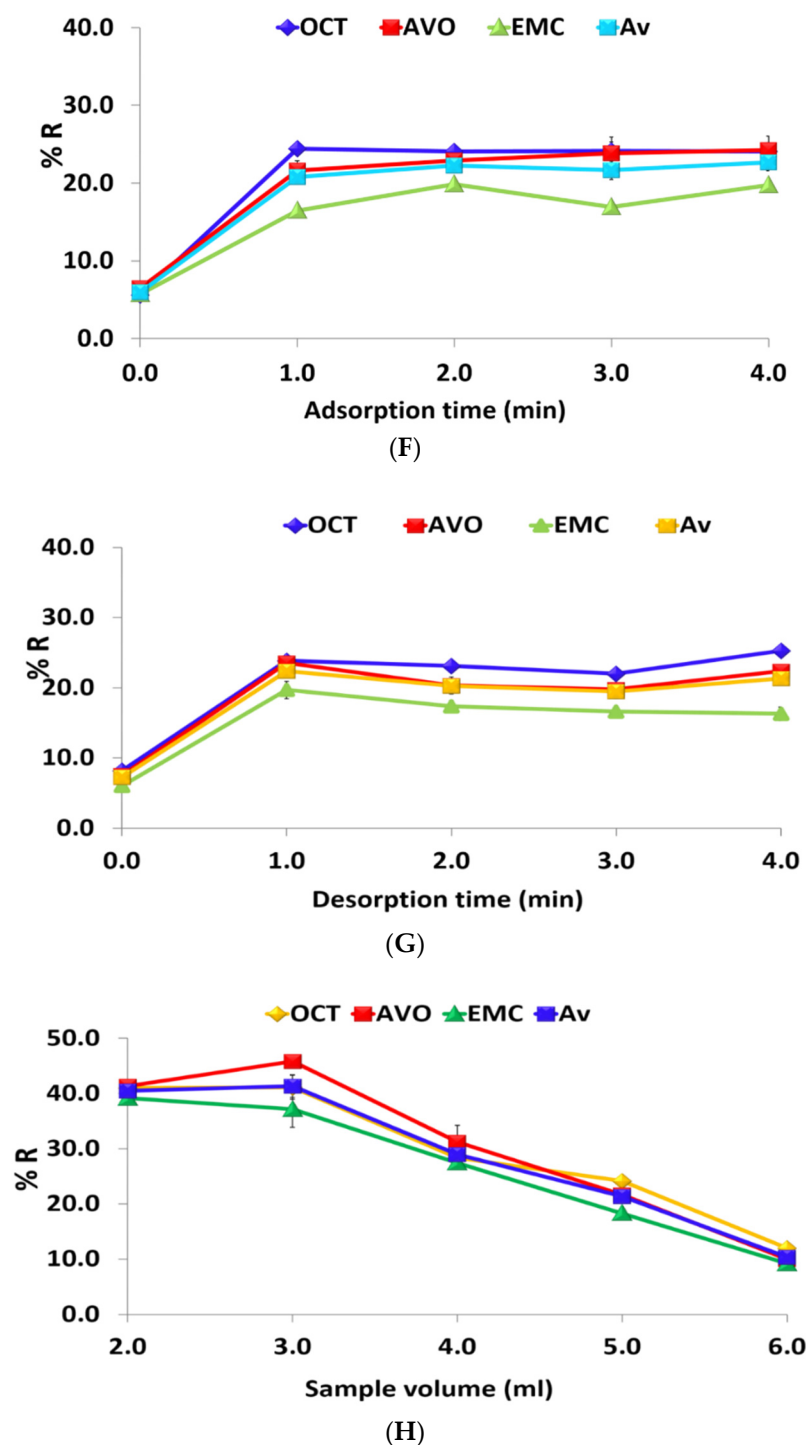 OCT AVO EMC Av
40.0
30.0
20.0
10.0
0.0
% R
0.0 1.0 2.0 3.0 4.0
Adsorption time (min)
(F)
OCT AVO EMC Av
40.0
30.0
20.0
10.0
0.0
% R
0.0 1.0 2.0 3.0 4.0
Desorption time (min)
(G)
OCT AVO EMC Av
50.0
40.0
30.0
20.0
10.0
0.0
% R
2.0 3.0 4.0 5.0 6.0
Sample volume (ml)
(H)